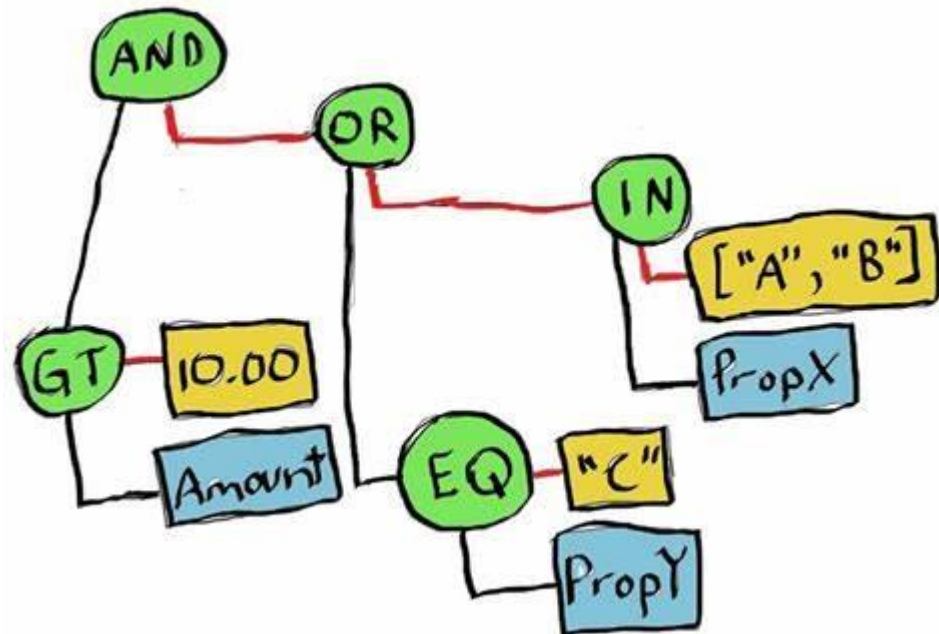 AND
OR
IN
["A", "B"]
GT
10.00
PropX
Amount
EQ
"C"
PropY